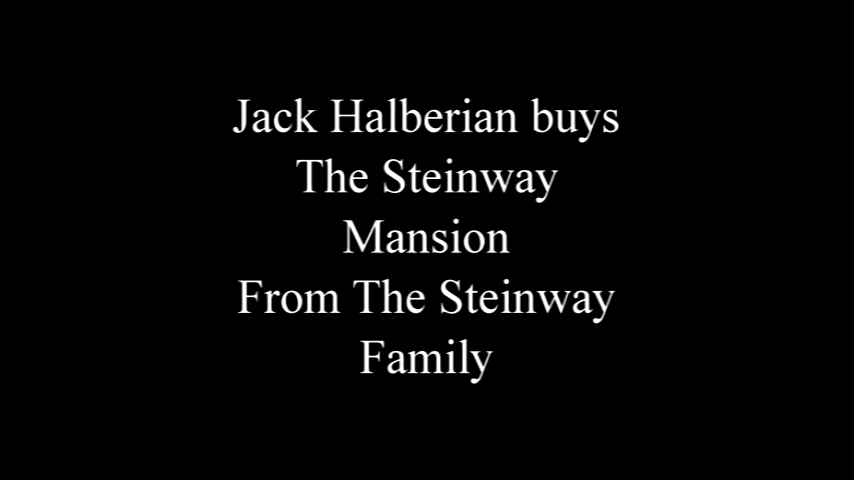 Jack Halberian buys
The Steinway
Mansion
From The Steinway
Family